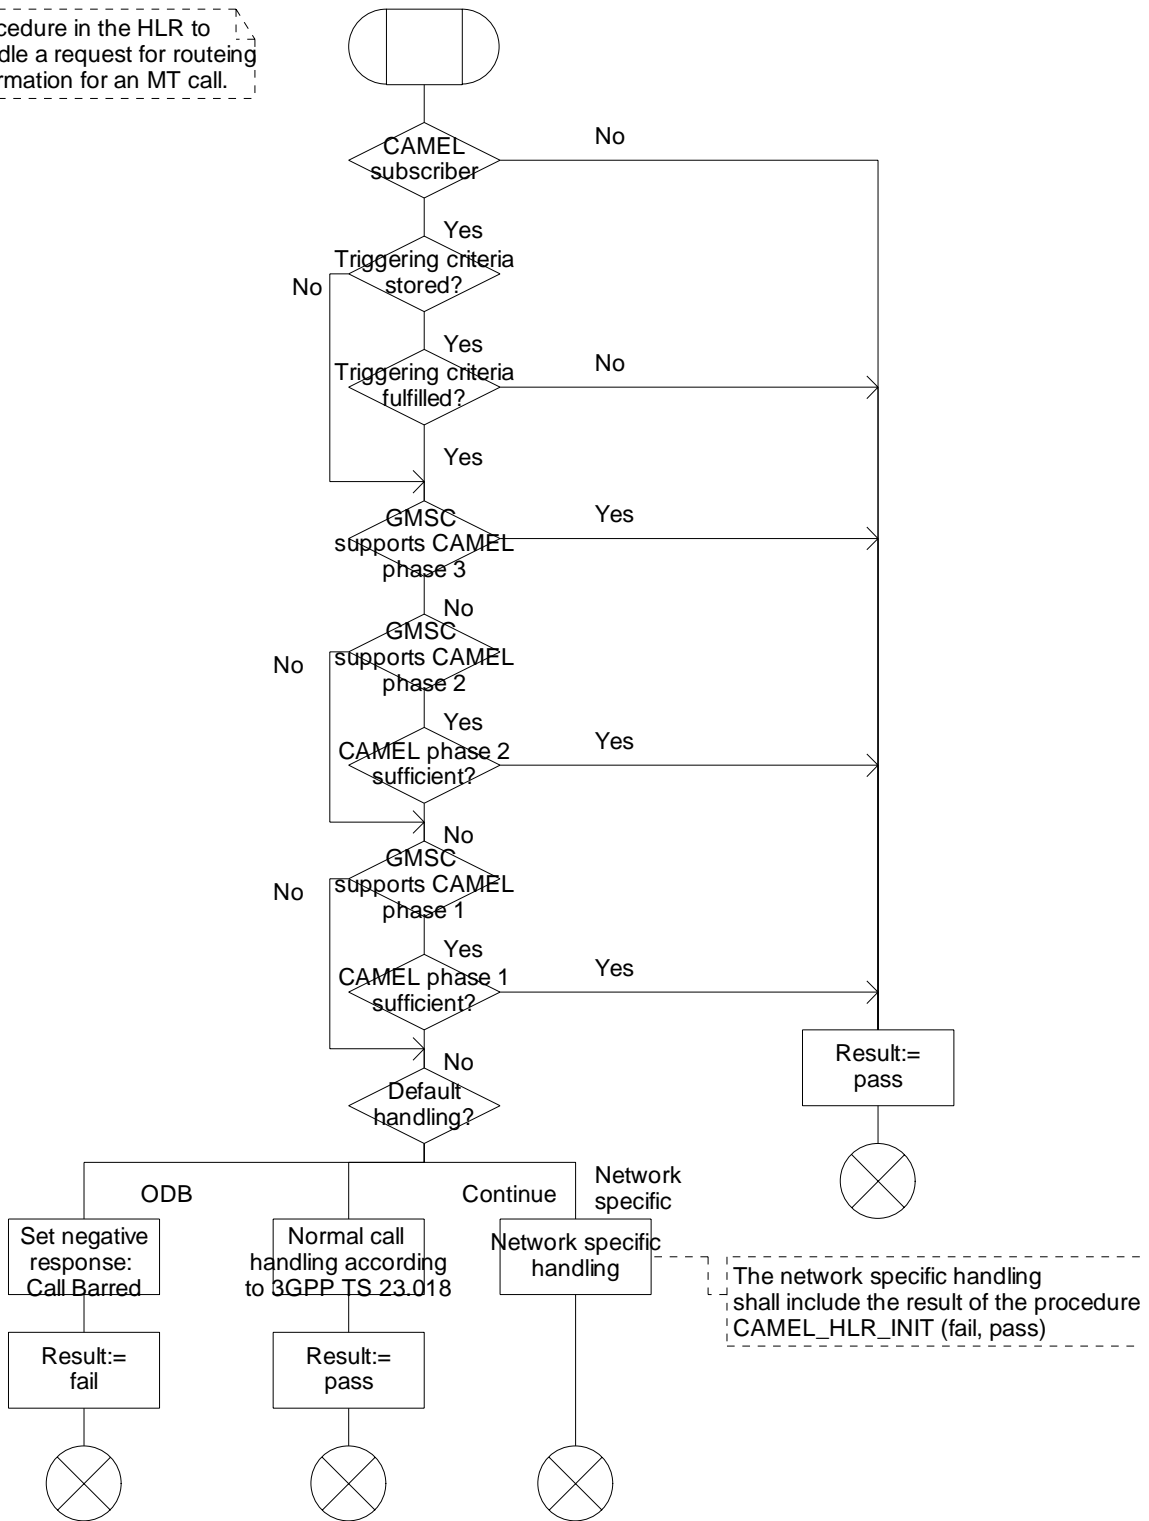 cedure in the HLR to
dle a request for routeing
rmation for an MT call.
CAMEL
subscriber
No
Yes
Triggering criteria
stored?
No
Yes
Triggering criteria
fulfilled?
No
Yes
GMSC
supports CAMEL
phase 3
Yes
No
GMSC
supports CAMEL
phase 2
No
Yes
CAMEL phase 2
sufficient?
Yes
No
GMSC
supports CAMEL
phase 1
No
Yes
CAMEL phase 1
sufficient?
Yes
No
Result:=
pass
Default
handling?
ODB
Continue
Network
specific
Set negative
response:
Call Barred
Normal call
handling according
to 3GPP TS 23.018
Network specific
handling
The network specific handling
shall include the result of the procedure
CAMEL_HLR_INIT (fail, pass)
Result:=
fail
Result:=
pass